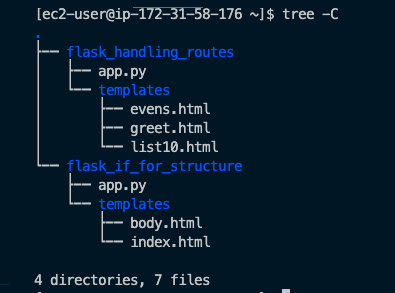 [ec2-user@ip-172-31-58-176 ~]$ tree -C
.
├── flask_handling_routes
│   ├── app.py
│   └── templates
│       ├── evens.html
│       ├── greet.html
│       └── list10.html
└── flask_if_for_structure
    ├── app.py
    └── templates
        ├── body.html
        └── index.html

4 directories, 7 files